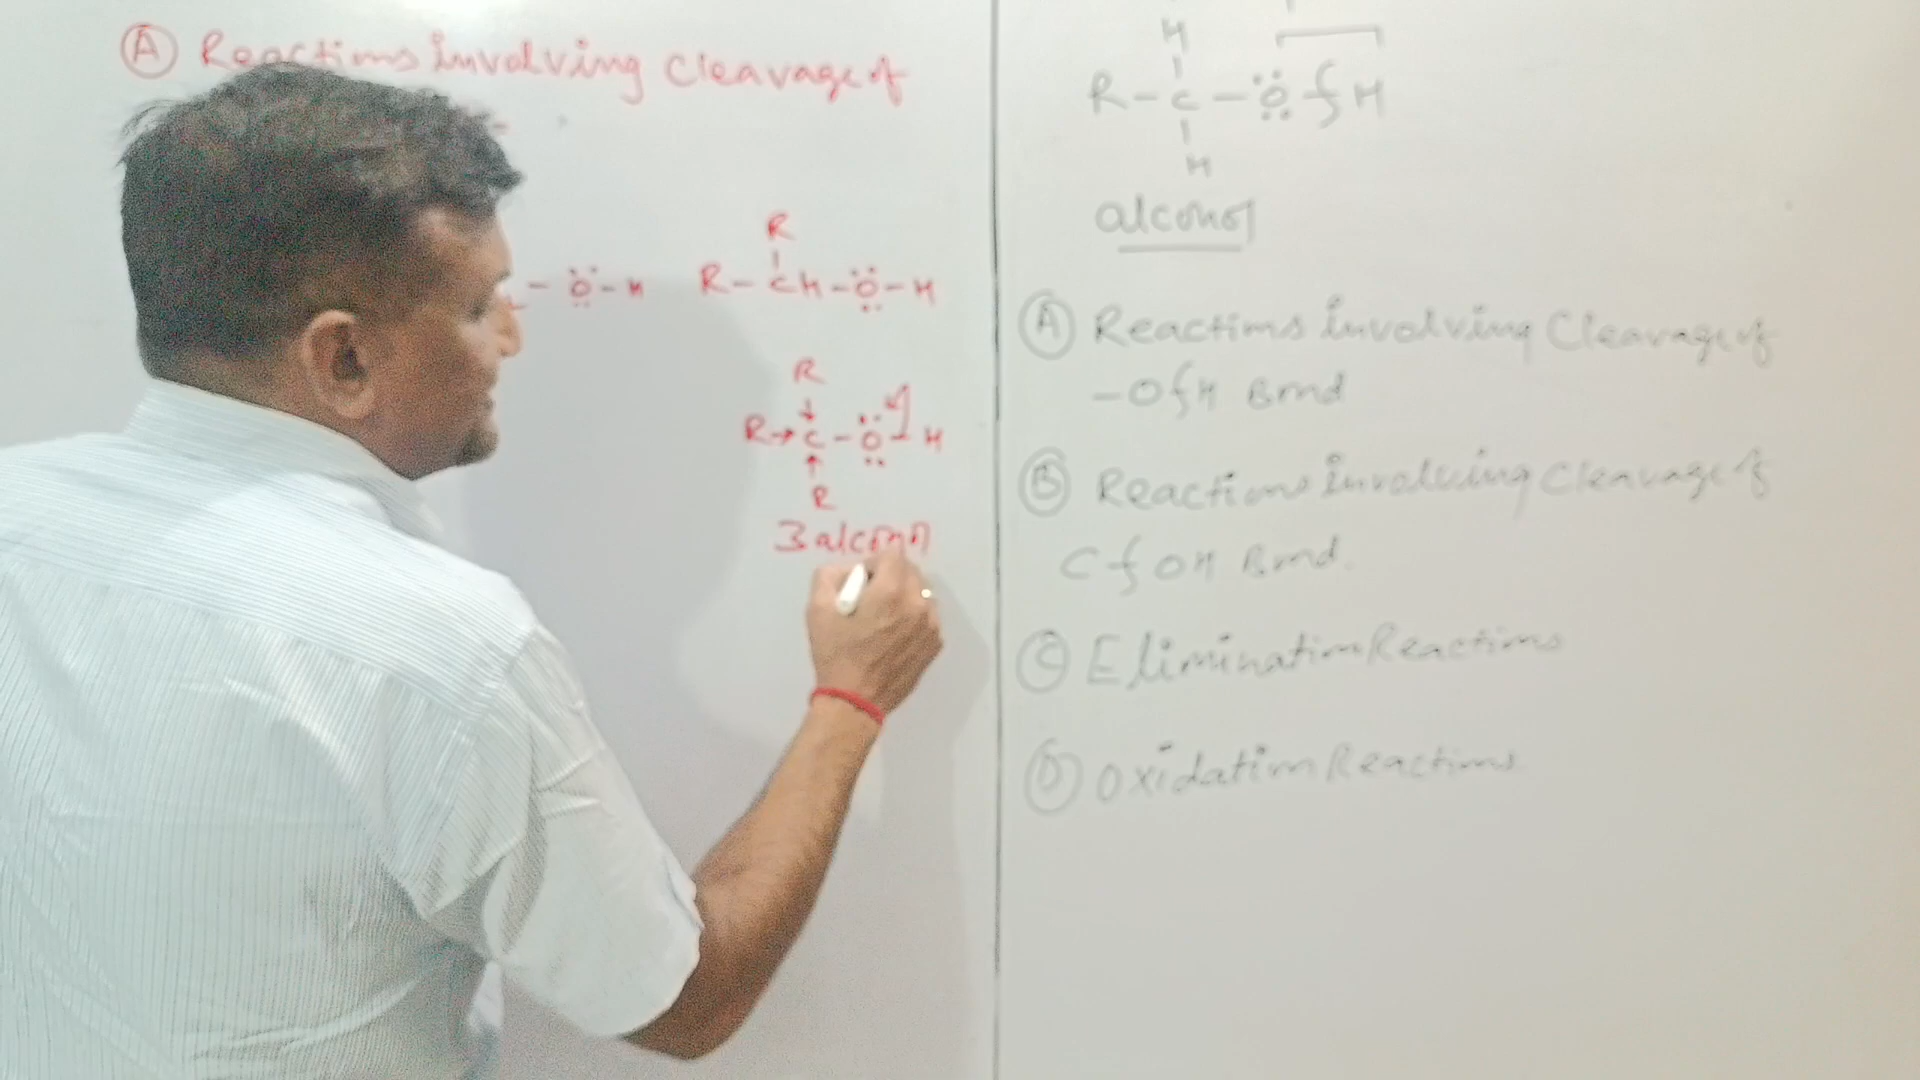 Ⓐ Reactions involving Cleavage of
- Ö - H
R
R - CH - Ö - H
R
R → C - Ö - H
R
3 alcohol
H
R - C - Ö ∫ H
H
alcohol
Ⓐ Reactions involving Cleavage of
- O ∫ H Bond
Ⓑ Reactions involving Cleavage of
C ∫ OH Bond.
Ⓒ Elimination Reactions
Ⓓ Oxidation Reactions